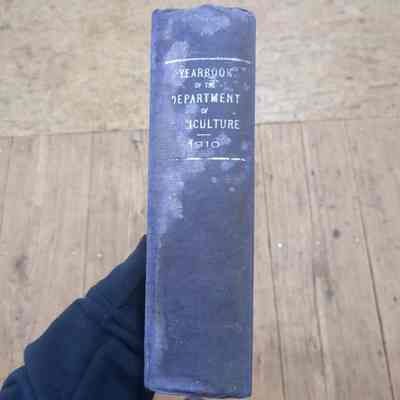 YEARBOOK
OF THE
DEPARTMENT
OF
ICULTURE
1910